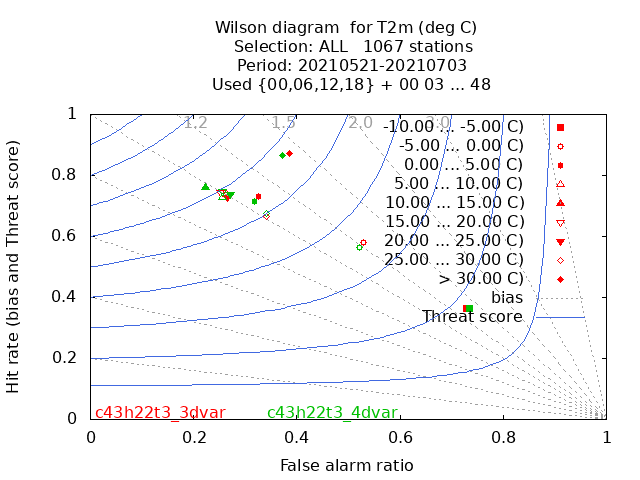 Wilson diagram  for T2m (deg C)
Selection: ALL   1067 stations
Period: 20210521-20210703
Used {00,06,12,18} + 00 03 ... 48
Hit rate (bias and Threat score)
1
0.8
0.6
0.4
0.2
0
1.2
1.5
2.0
3.0
-10.00 ... -5.00 C)
-5.00 ... 0.00 C)
0.00 ... 5.00 C)
5.00 ... 10.00 C)
10.00 ... 15.00 C)
15.00 ... 20.00 C)
20.00 ... 25.00 C)
25.00 ... 30.00 C)
> 30.00 C)
bias
Threat score
c43h22t3_3dvar
c43h22t3_4dvar
0
0.2
0.4
0.6
0.8
1
False alarm ratio